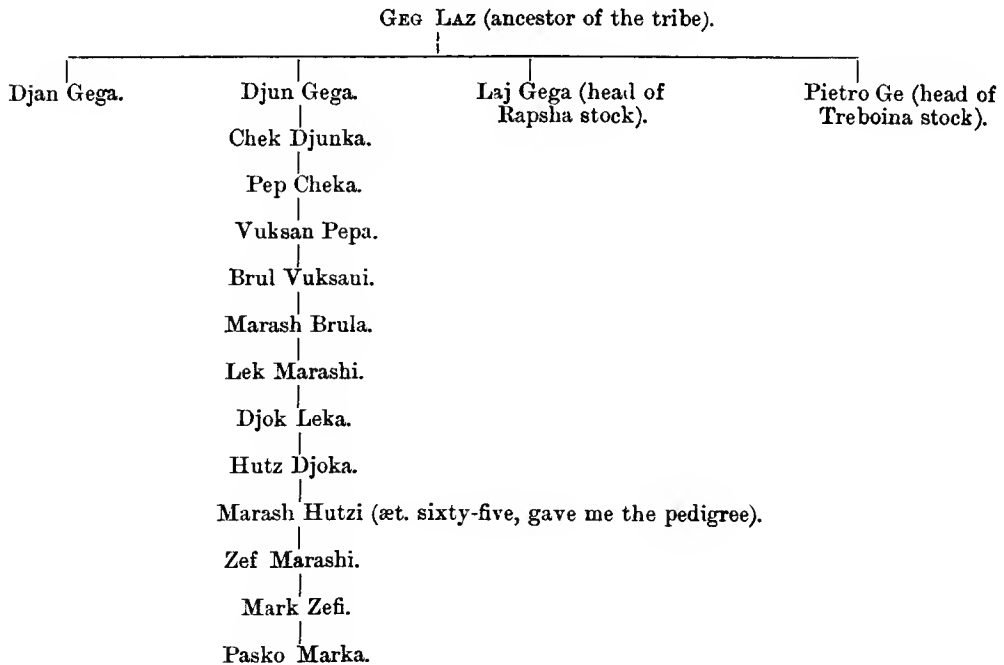 GEG LAZ (ancestor of the tribe).
Djan Gega. Djun Gega. Laj Gega (head of Pietro Ge (head of
Rapsha stock). Treboina stock).
Chek Djunka.
Pep Cheka.
Vuksan Pepa.
Brul Vuksaui.
Marash Brula.
Lek Marashi.
Djok Leka.
Hutz Djoka.
Marash Hutzi (æt. sixty-five, gave me the pedigree).
Zef Marashi.
Mark Zefi.
Pasko Marka.